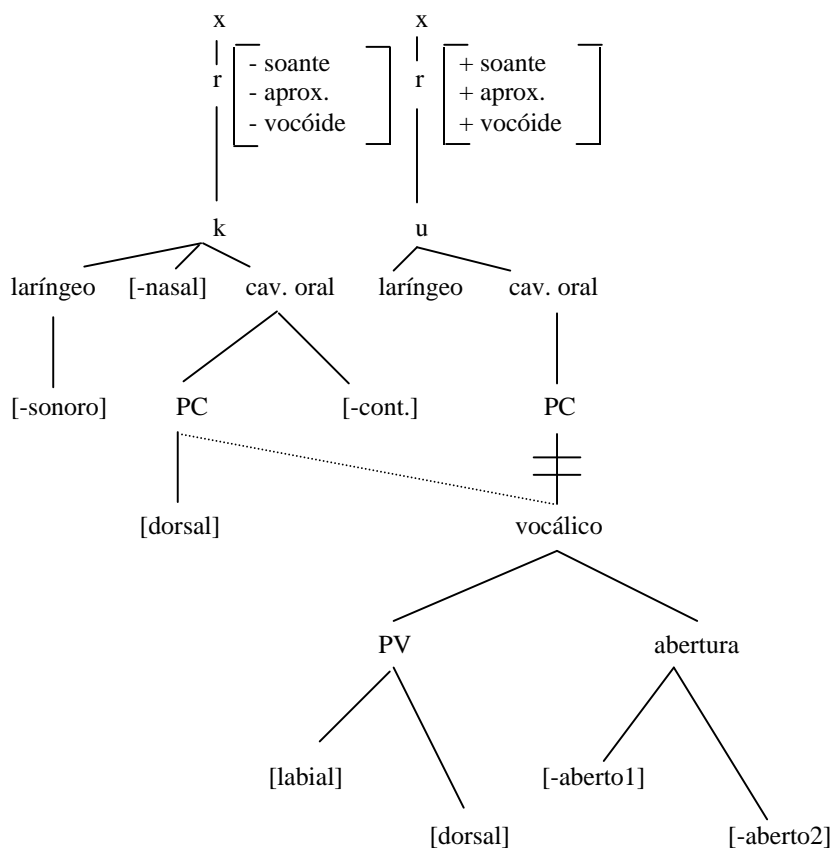 x x
r - soante r + soante
- aprox. + aprox.
- vocóide + vocóide
k u
laríngeo [-nasal] cav. oral laríngeo cav. oral
[-sonoro] PC [-cont.] PC
[dorsal] vocálico
PV abertura
[labial] [-aberto1]
[dorsal] [-aberto2]